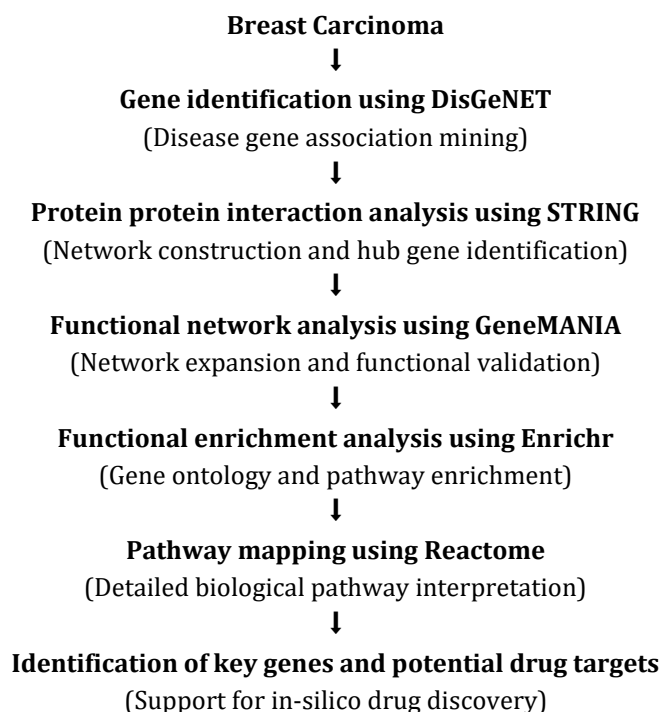 Breast Carcinoma
Gene identification using DisGeNET
(Disease gene association mining)
Protein protein interaction analysis using STRING
(Network construction and hub gene identification)
Functional network analysis using GeneMANIA
(Network expansion and functional validation)
Functional enrichment analysis using Enrichr
(Gene ontology and pathway enrichment)
Pathway mapping using Reactome
(Detailed biological pathway interpretation)
Identification of key genes and potential drug targets
(Support for in-silico drug discovery)